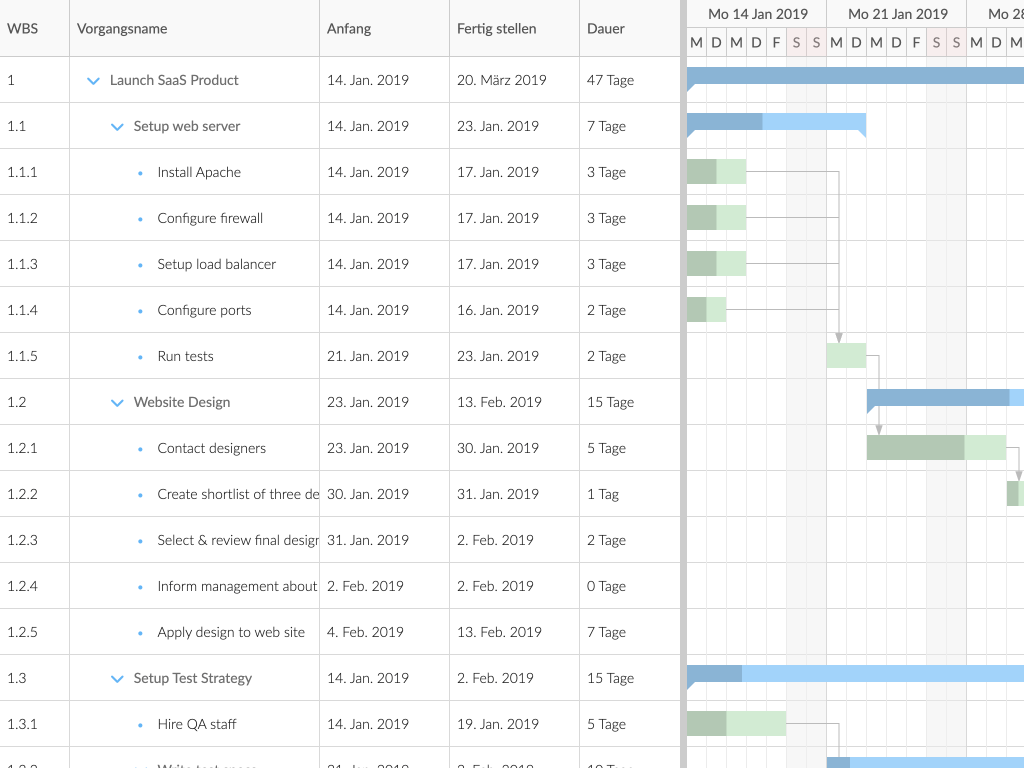 WBS Vorgangsname Anfang Fertig stellen Dauer
Mo 14 Jan 2019 Mo 21 Jan 2019 Mo 28
M D M D F S S M D M D F S S M D M
1 Launch SaaS Product 14. Jan. 2019 20. März 2019 47 Tage
1.1 Setup web server 14. Jan. 2019 23. Jan. 2019 7 Tage
1.1.1 Install Apache 14. Jan. 2019 17. Jan. 2019 3 Tage
1.1.2 Configure firewall 14. Jan. 2019 17. Jan. 2019 3 Tage
1.1.3 Setup load balancer 14. Jan. 2019 17. Jan. 2019 3 Tage
1.1.4 Configure ports 14. Jan. 2019 16. Jan. 2019 2 Tage
1.1.5 Run tests 21. Jan. 2019 23. Jan. 2019 2 Tage
1.2 Website Design 23. Jan. 2019 13. Feb. 2019 15 Tage
1.2.1 Contact designers 23. Jan. 2019 30. Jan. 2019 5 Tage
1.2.2 Create shortlist of three de 30. Jan. 2019 31. Jan. 2019 1 Tag
1.2.3 Select & review final design 31. Jan. 2019 2. Feb. 2019 2 Tage
1.2.4 Inform management about 2. Feb. 2019 2. Feb. 2019 0 Tage
1.2.5 Apply design to web site 4. Feb. 2019 13. Feb. 2019 7 Tage
1.3 Setup Test Strategy 14. Jan. 2019 2. Feb. 2019 15 Tage
1.3.1 Hire QA staff 14. Jan. 2019 19. Jan. 2019 5 Tage